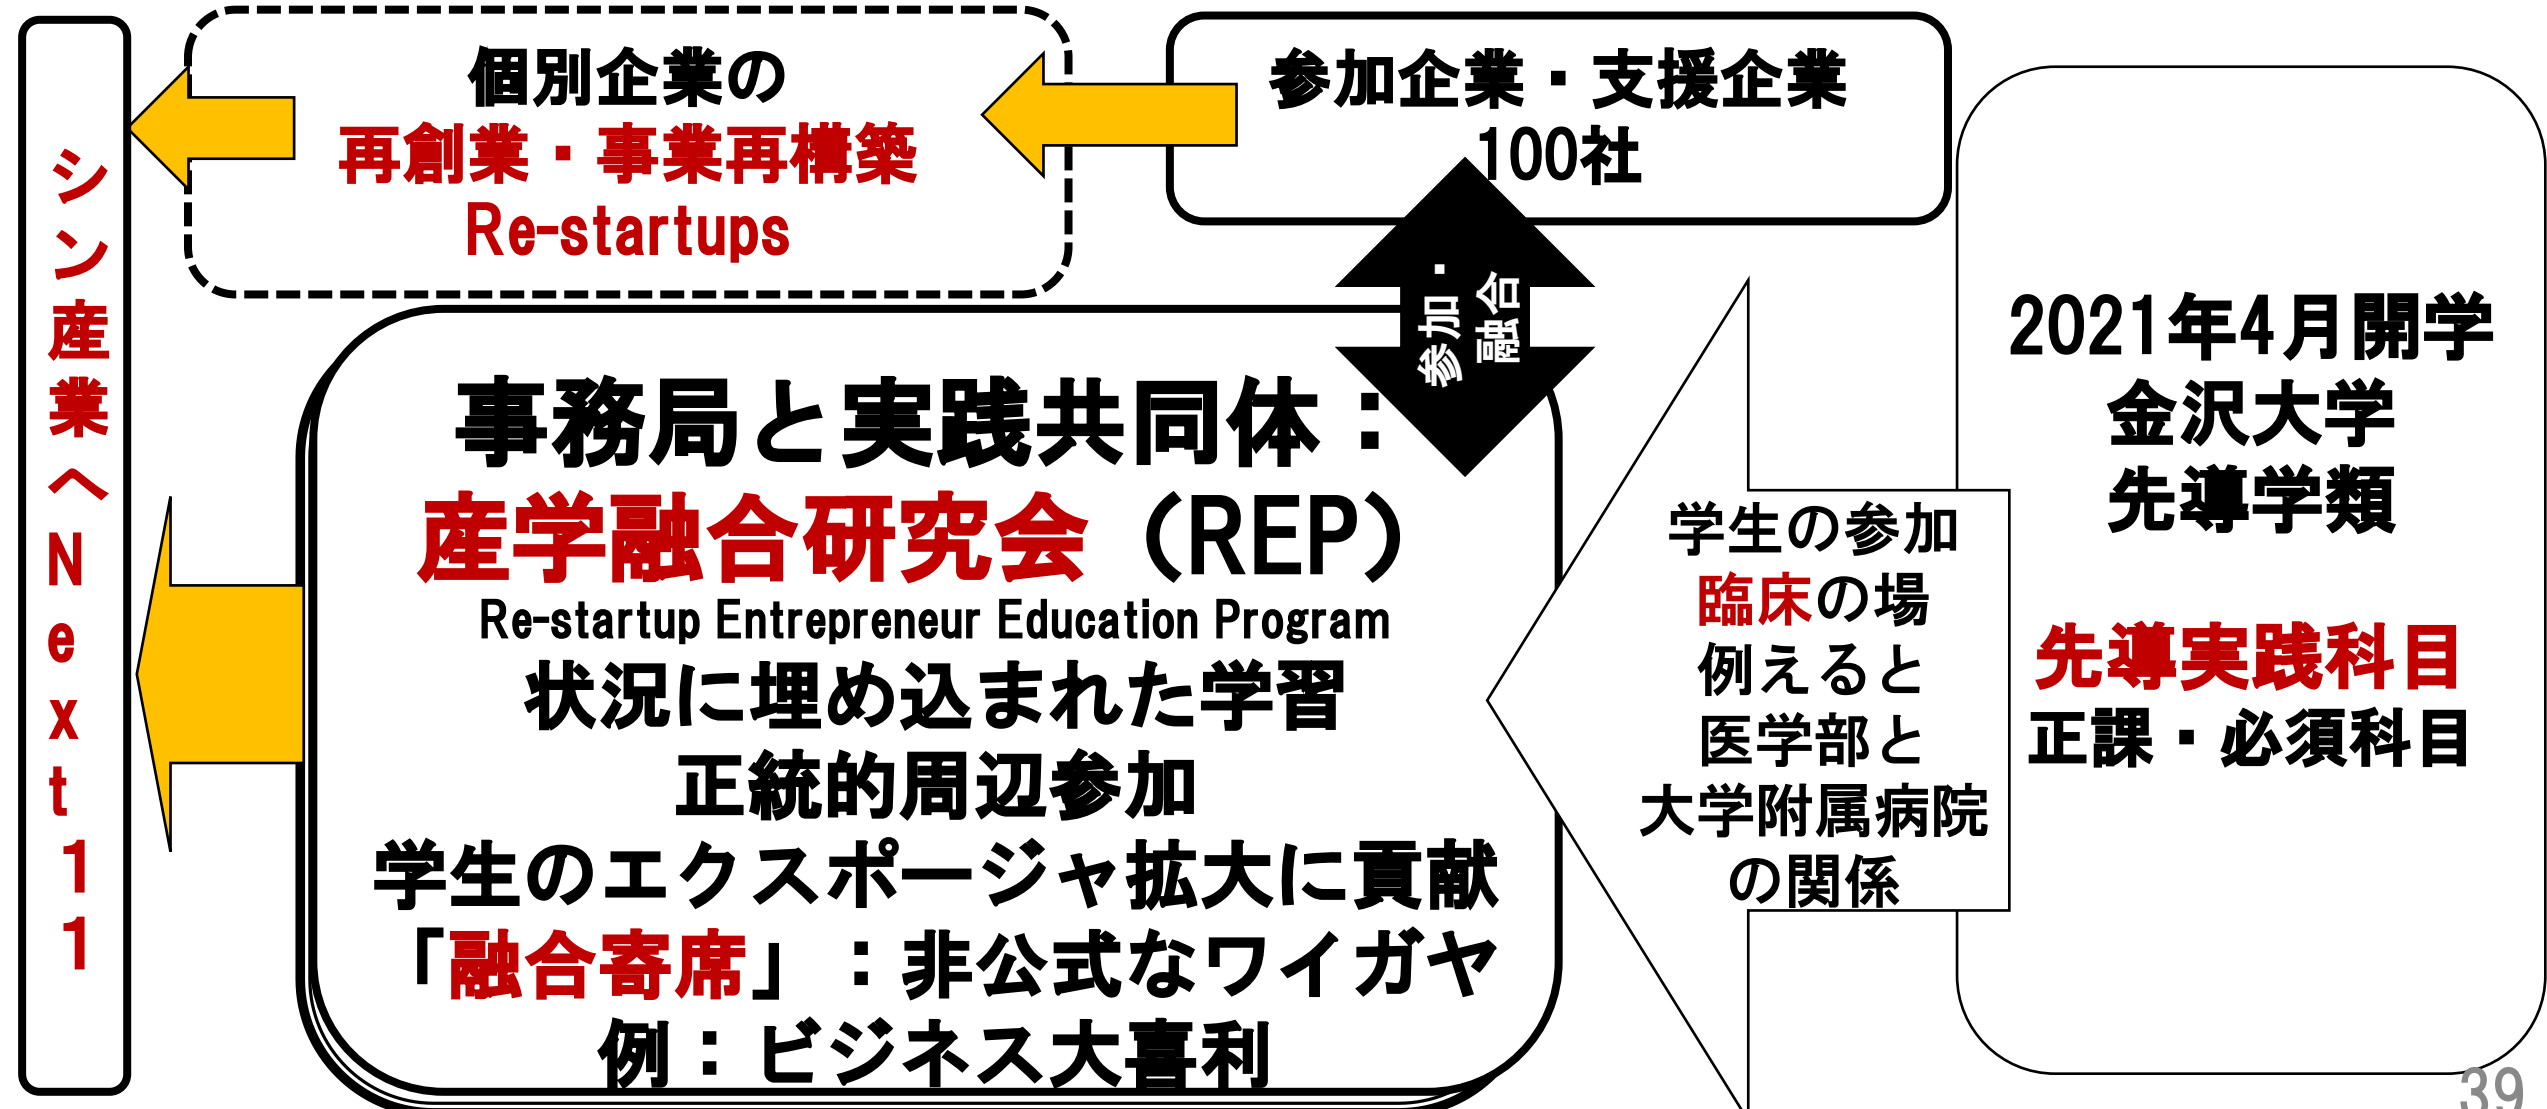 シン産業へNext11
個別企業の
再創業・事業再構築
Re-startups
参加企業・支援企業
100社
参加・
融合
事務局と実践共同体：
産学融合研究会（REP）
Re-startup Entrepreneur Education Program
状況に埋め込まれた学習
正統的周辺参加
学生のエクスポージャ拡大に貢献
「融合寄席」：非公式なワイガヤ
例：ビジネス大喜利
学生の参加
臨床の場
例えると
医学部と
大学附属病院
の関係
2021年4月開学
金沢大学
先導学類
先導実践科目
正課・必須科目
39